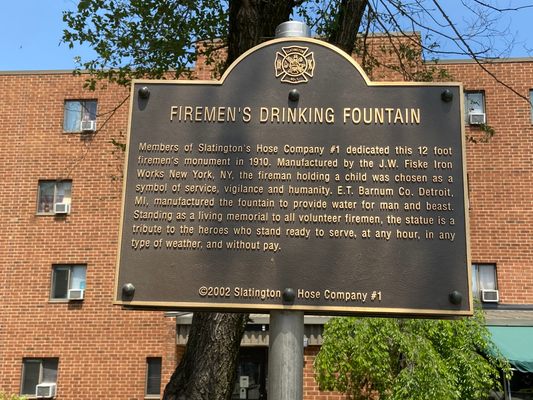 FIREMEN'S DRINKING FOUNTAIN
Members of Slatington's Hose Company #1 dedicated this 12 foot
firemen's monument in 1910. Manufactured by the J.W. Fiske Iron
Works New York, NY, the fireman holding a child was chosen as a
symbol of service, vigilance and humanity. E.T. Barnum Co. Detroit,
MI, manufactured the fountain to provide water for man and beast.
Standing as a living memorial to all volunteer firemen, the statue is a
tribute to the heroes who stand ready to serve, at any hour, in any
type of weather, and without pay.
©2002 Slatington Hose Company #1